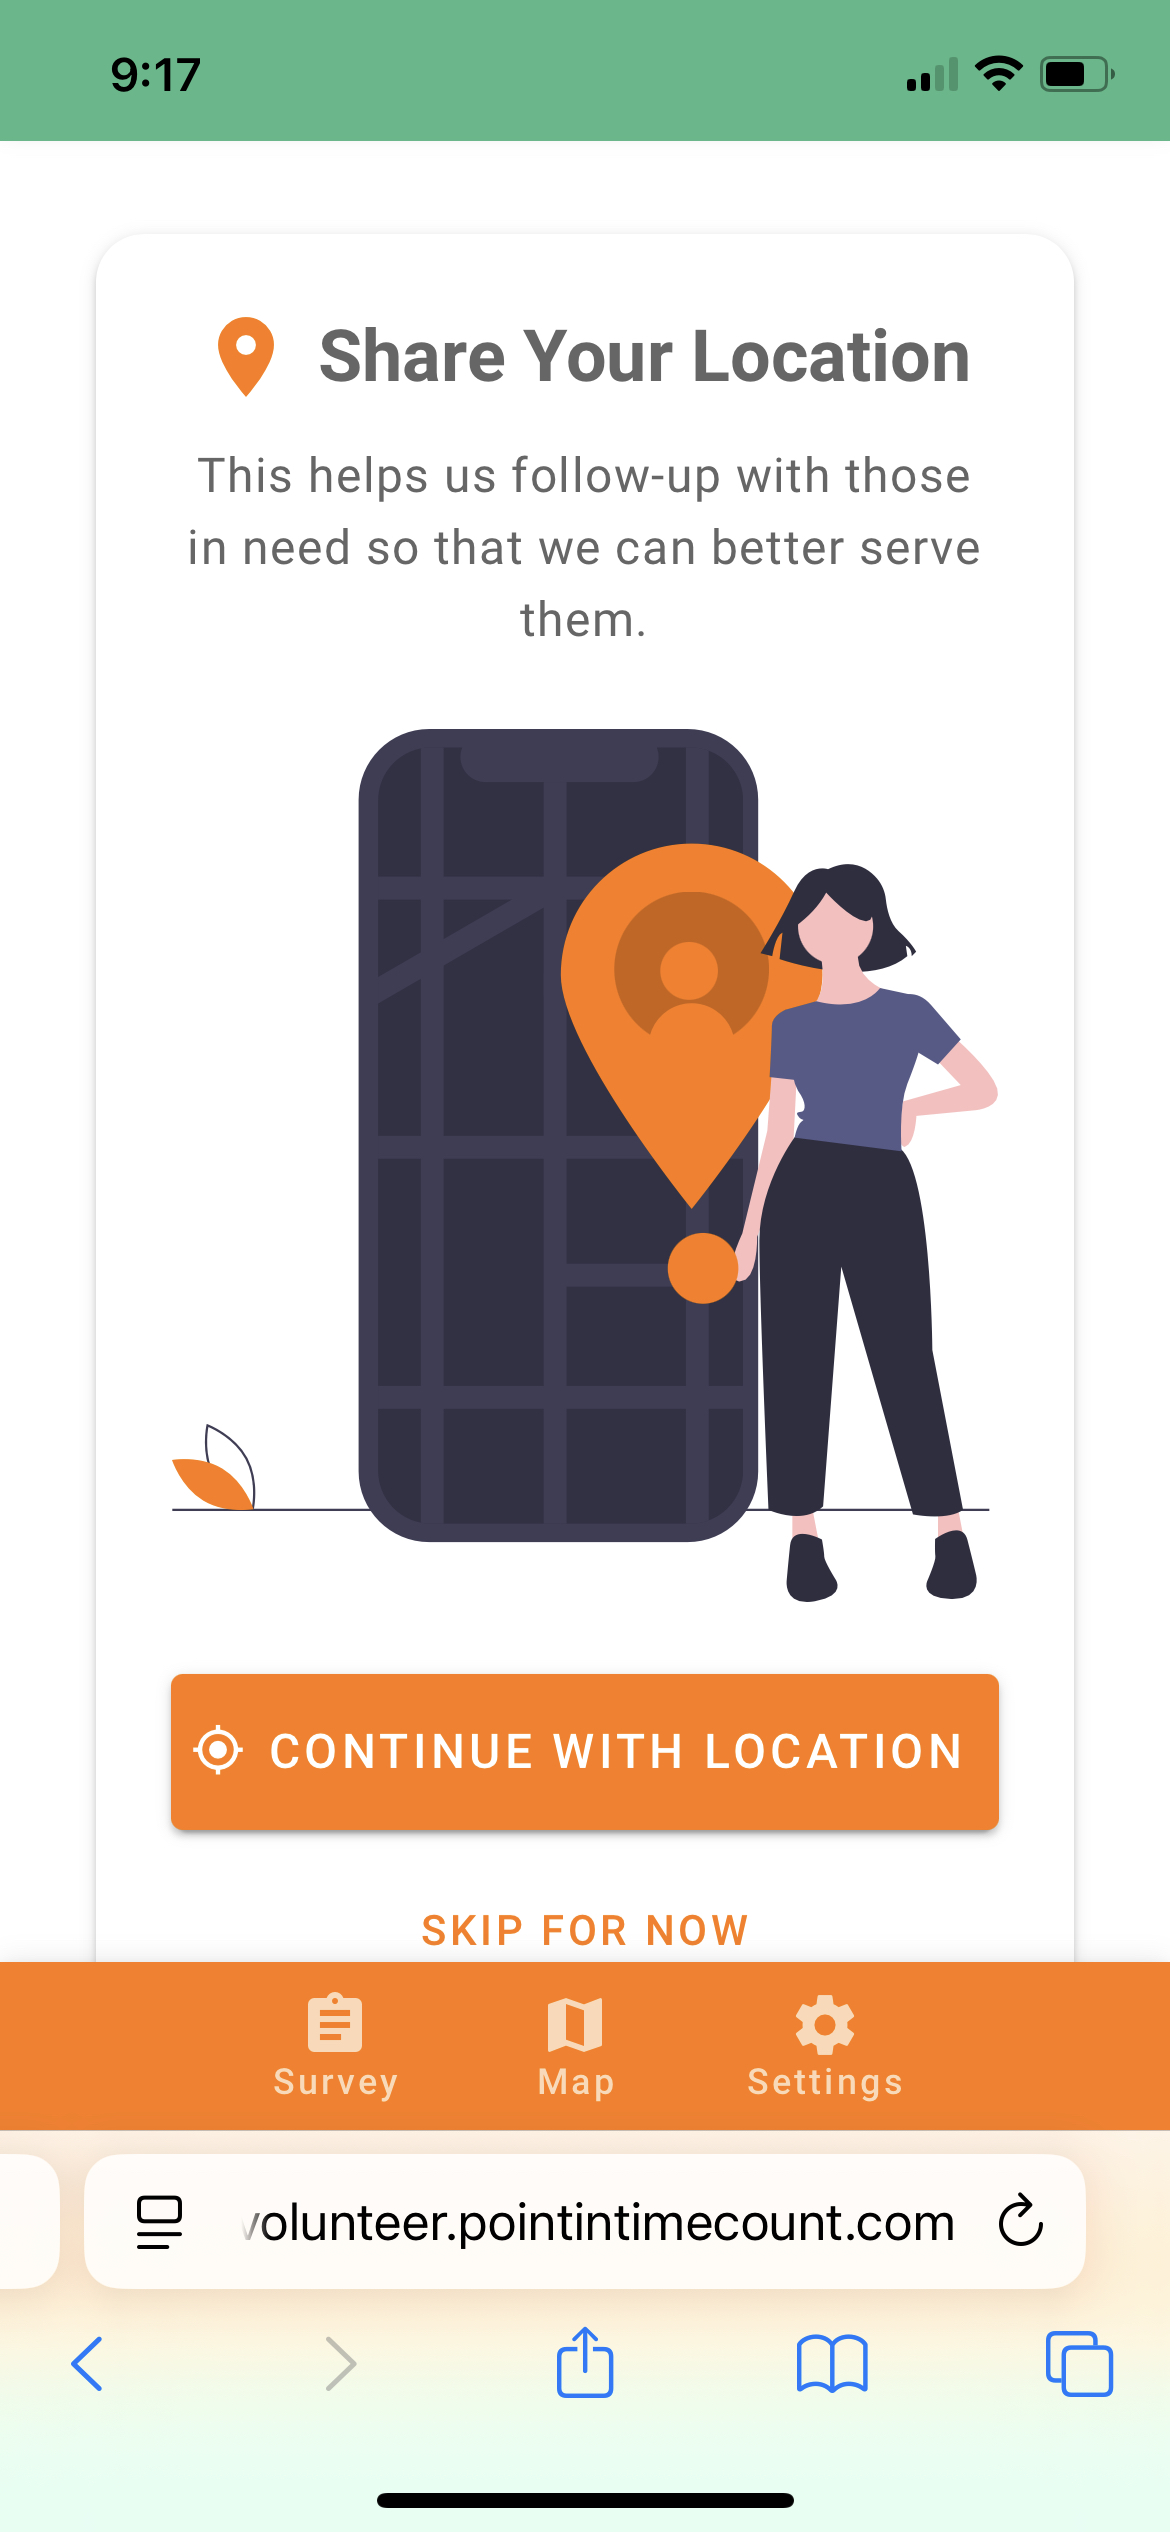 9:17
Share Your Location
This helps us follow-up with those
in need so that we can better serve
them.
CONTINUE WITH LOCATION
SKIP FOR NOW
Survey Map Settings
volunteer.pointintimecount.com